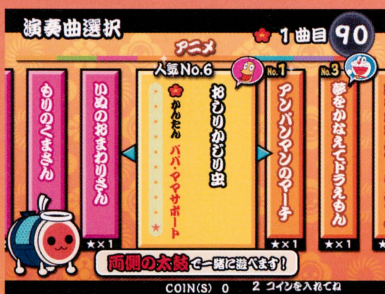 演奏曲選択
アニメ
1曲目 90
人気No.6
No.1
No.3
もりのくまさん
いぬのおまわりさん
おしりかじり虫
かんたん パパ・ママサポート
アンパンマンのマーチ
夢をかなえてドラえもん
★×1
★×1
★×1
両側の太鼓で一緒に遊べます!
COIN(S) 0
2 コインを入れてね